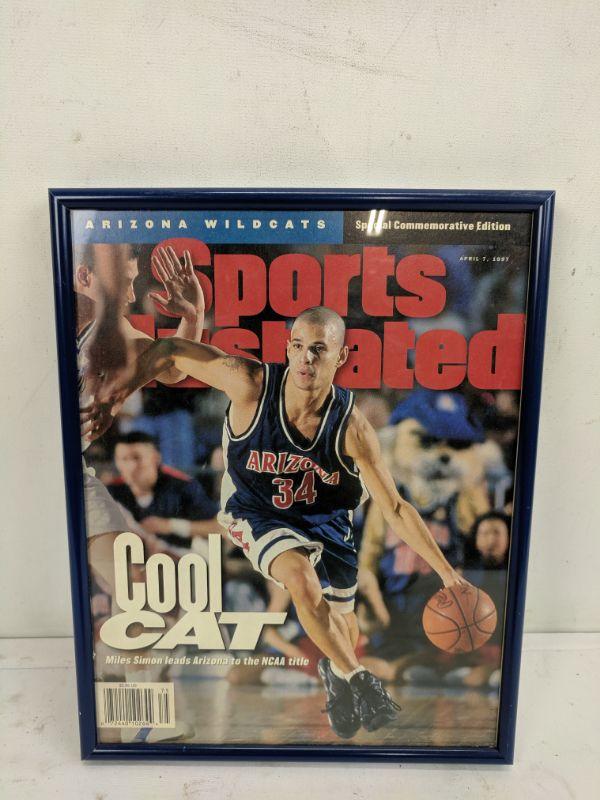 ARIZONA WILDCATS
Special Commemorative Edition
APRIL 7, 1997
Sports
Illustrated
ARIZONA
34
Cool
CAT
Miles Simon leads Arizona to the NCAA title